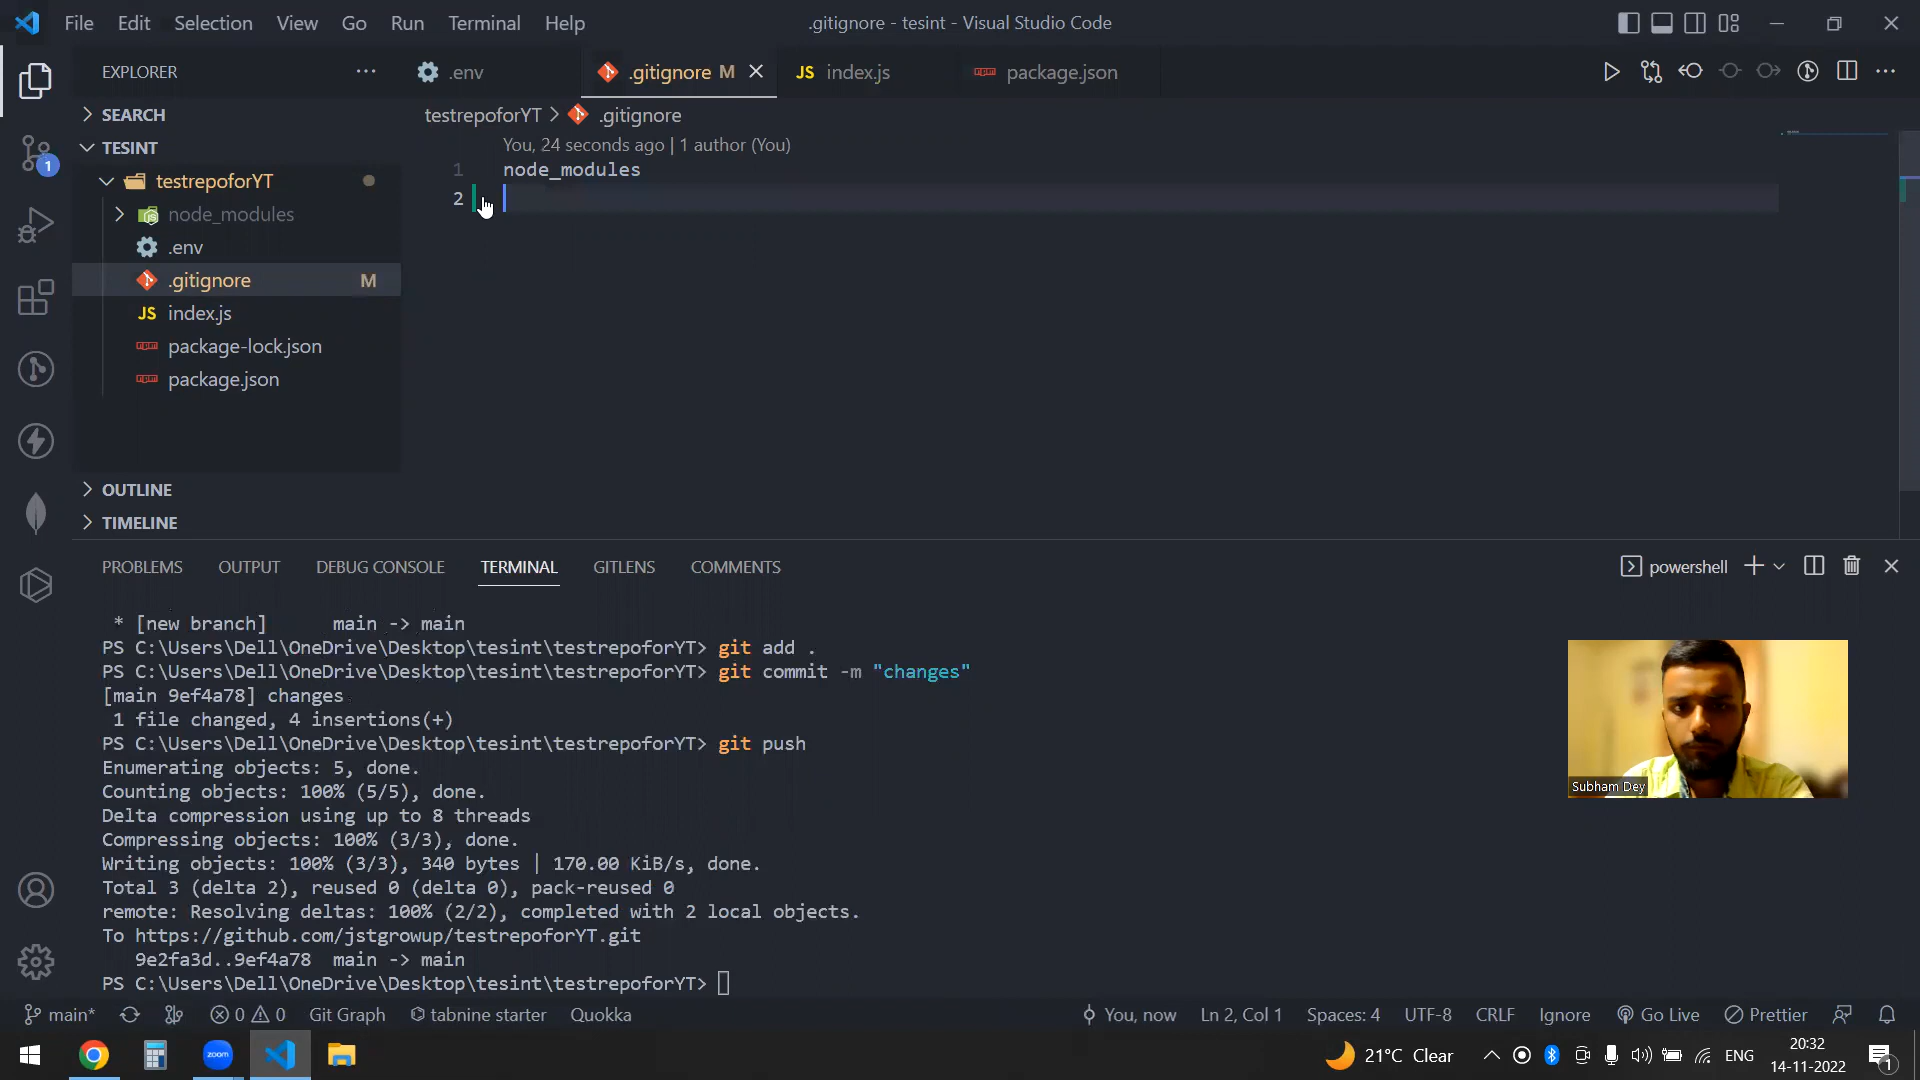 File Edit Selection View Go Run Terminal Help .gitignore - tesint - Visual Studio Code
EXPLORER
.env
.gitignore M
JS index.js
package.json
SEARCH
TESINT
testrepoforYT
node_modules
.env
.gitignore M
JS index.js
package-lock.json
package.json
OUTLINE
TIMELINE
1
testrepoforYT > .gitignore
You, 24 seconds ago | 1 author (You)
1 node_modules
2
PROBLEMS OUTPUT DEBUG CONSOLE TERMINAL GITLENS COMMENTS powershell
* [new branch] main -> main
PS C:\Users\Dell\OneDrive\Desktop\tesint\testrepoforYT> git add .
PS C:\Users\Dell\OneDrive\Desktop\tesint\testrepoforYT> git commit -m "changes"
[main 9ef4a78] changes
1 file changed, 4 insertions(+)
PS C:\Users\Dell\OneDrive\Desktop\tesint\testrepoforYT> git push
Enumerating objects: 5, done.
Counting objects: 100% (5/5), done.
Delta compression using up to 8 threads
Compressing objects: 100% (3/3), done.
Writing objects: 100% (3/3), 340 bytes | 170.00 KiB/s, done.
Total 3 (delta 2), reused 0 (delta 0), pack-reused 0
remote: Resolving deltas: 100% (2/2), completed with 2 local objects.
To https://github.com/jstgrowup/testrepoforYT.git
9e2fa3d..9ef4a78 main -> main
PS C:\Users\Dell\OneDrive\Desktop\tesint\testrepoforYT>
Subham Dey
main* 0 0 Git Graph tabnine starter Quokka You, now Ln 2, Col 1 Spaces: 4 UTF-8 CRLF Ignore Go Live Prettier
zoom
21°C Clear ENG
20:32
14-11-2022
1